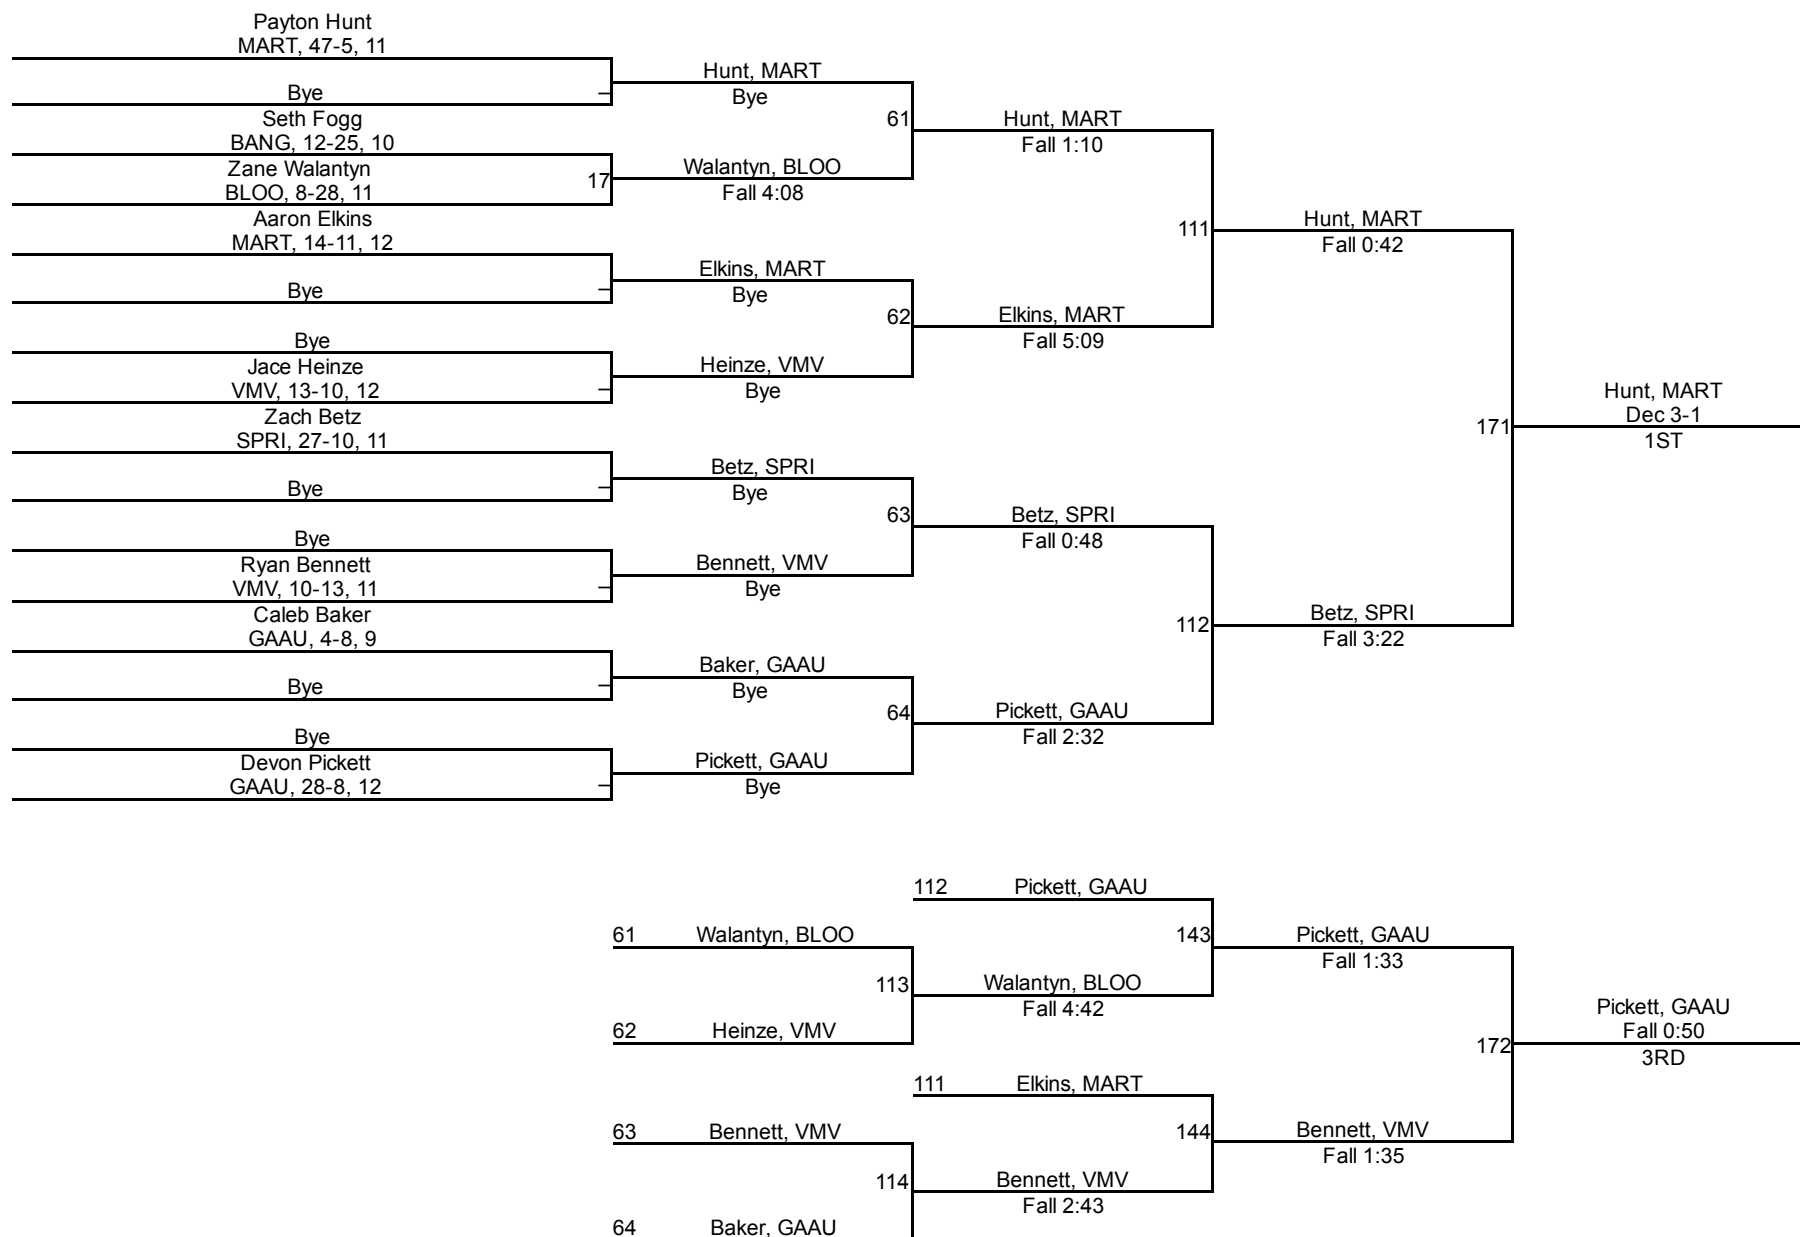 Payton Hunt
MART, 47-5, 11
Bye
Seth Fogg
BANG, 12-25, 10
Zane Walantyn
BLOO, 8-28, 11
17
Aaron Elkins
MART, 14-11, 12
Bye
Bye
Jace Heinze
VMV, 13-10, 12
Zach Betz
SPRI, 27-10, 11
Bye
Bye
Ryan Bennett
VMV, 10-13, 11
Caleb Baker
GAAU, 4-8, 9
Bye
Bye
Devon Pickett
GAAU, 28-8, 12
Hunt, MART
Bye
61
Walantyn, BLOO
Fall 4:08
Elkins, MART
Bye
62
Heinze, VMV
Bye
Betz, SPRI
Bye
63
Bennett, VMV
Bye
Baker, GAAU
Bye
64
Pickett, GAAU
Bye
Hunt, MART
Fall 1:10
111
Elkins, MART
Fall 5:09
Betz, SPRI
Fall 0:48
112
Pickett, GAAU
Fall 2:32
Hunt, MART
Fall 0:42
171
Betz, SPRI
Fall 3:22
Hunt, MART
Dec 3-1
1ST
112 Pickett, GAAU
61 Walantyn, BLOO
143
113
Walantyn, BLOO
Fall 4:42
62 Heinze, VMV
Pickett, GAAU
Fall 1:33
111 Elkins, MART
63 Bennett, VMV
144
114
Bennett, VMV
Fall 2:43
64 Baker, GAAU
Bennett, VMV
Fall 1:35
172
Pickett, GAAU
Fall 0:50
3RD